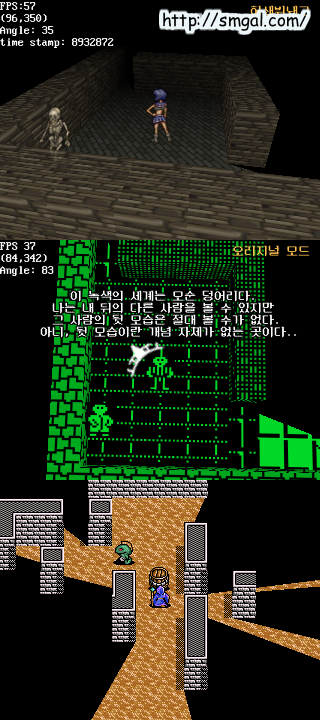 FPS:57
http://smgal.com/
(96,350)
Angle: 35
time stamp: 8932872
FPS 37
오리지널 모드
(84,342)
Angle: 83
이 녹색의 세계는 모순 덩어리다.
나는 내 뒤의 다른 사람을 볼 수 있지만
그 사람의 뒷 모습은 절대 볼 수가 없다.
아니, 뒷 모습이란 개념 자체가 없는 곳이다..